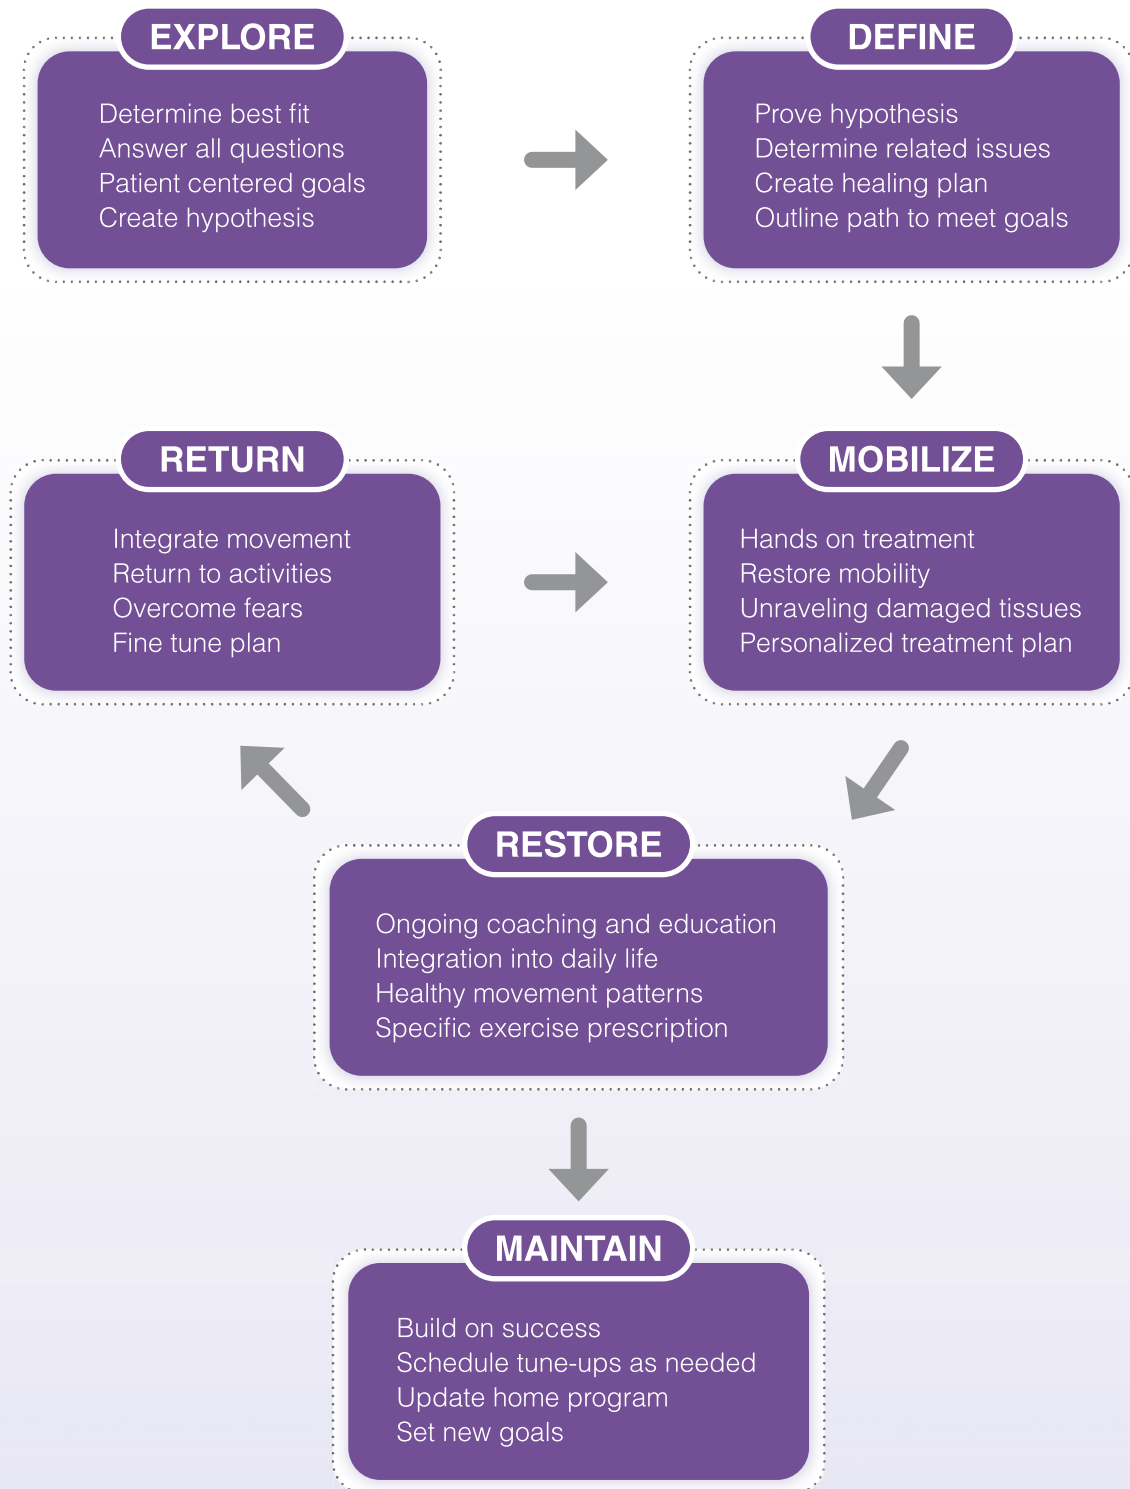 EXPLORE
Determine best fit
Answer all questions
Patient centered goals
Create hypothesis
DEFINE
Prove hypothesis
Determine related issues
Create healing plan
Outline path to meet goals
RETURN
Integrate movement
Return to activities
Overcome fears
Fine tune plan
MOBILIZE
Hands on treatment
Restore mobility
Unraveling damaged tissues
Personalized treatment plan
RESTORE
Ongoing coaching and education
Integration into daily life
Healthy movement patterns
Specific exercise prescription
MAINTAIN
Build on success
Schedule tune-ups as needed
Update home program
Set new goals